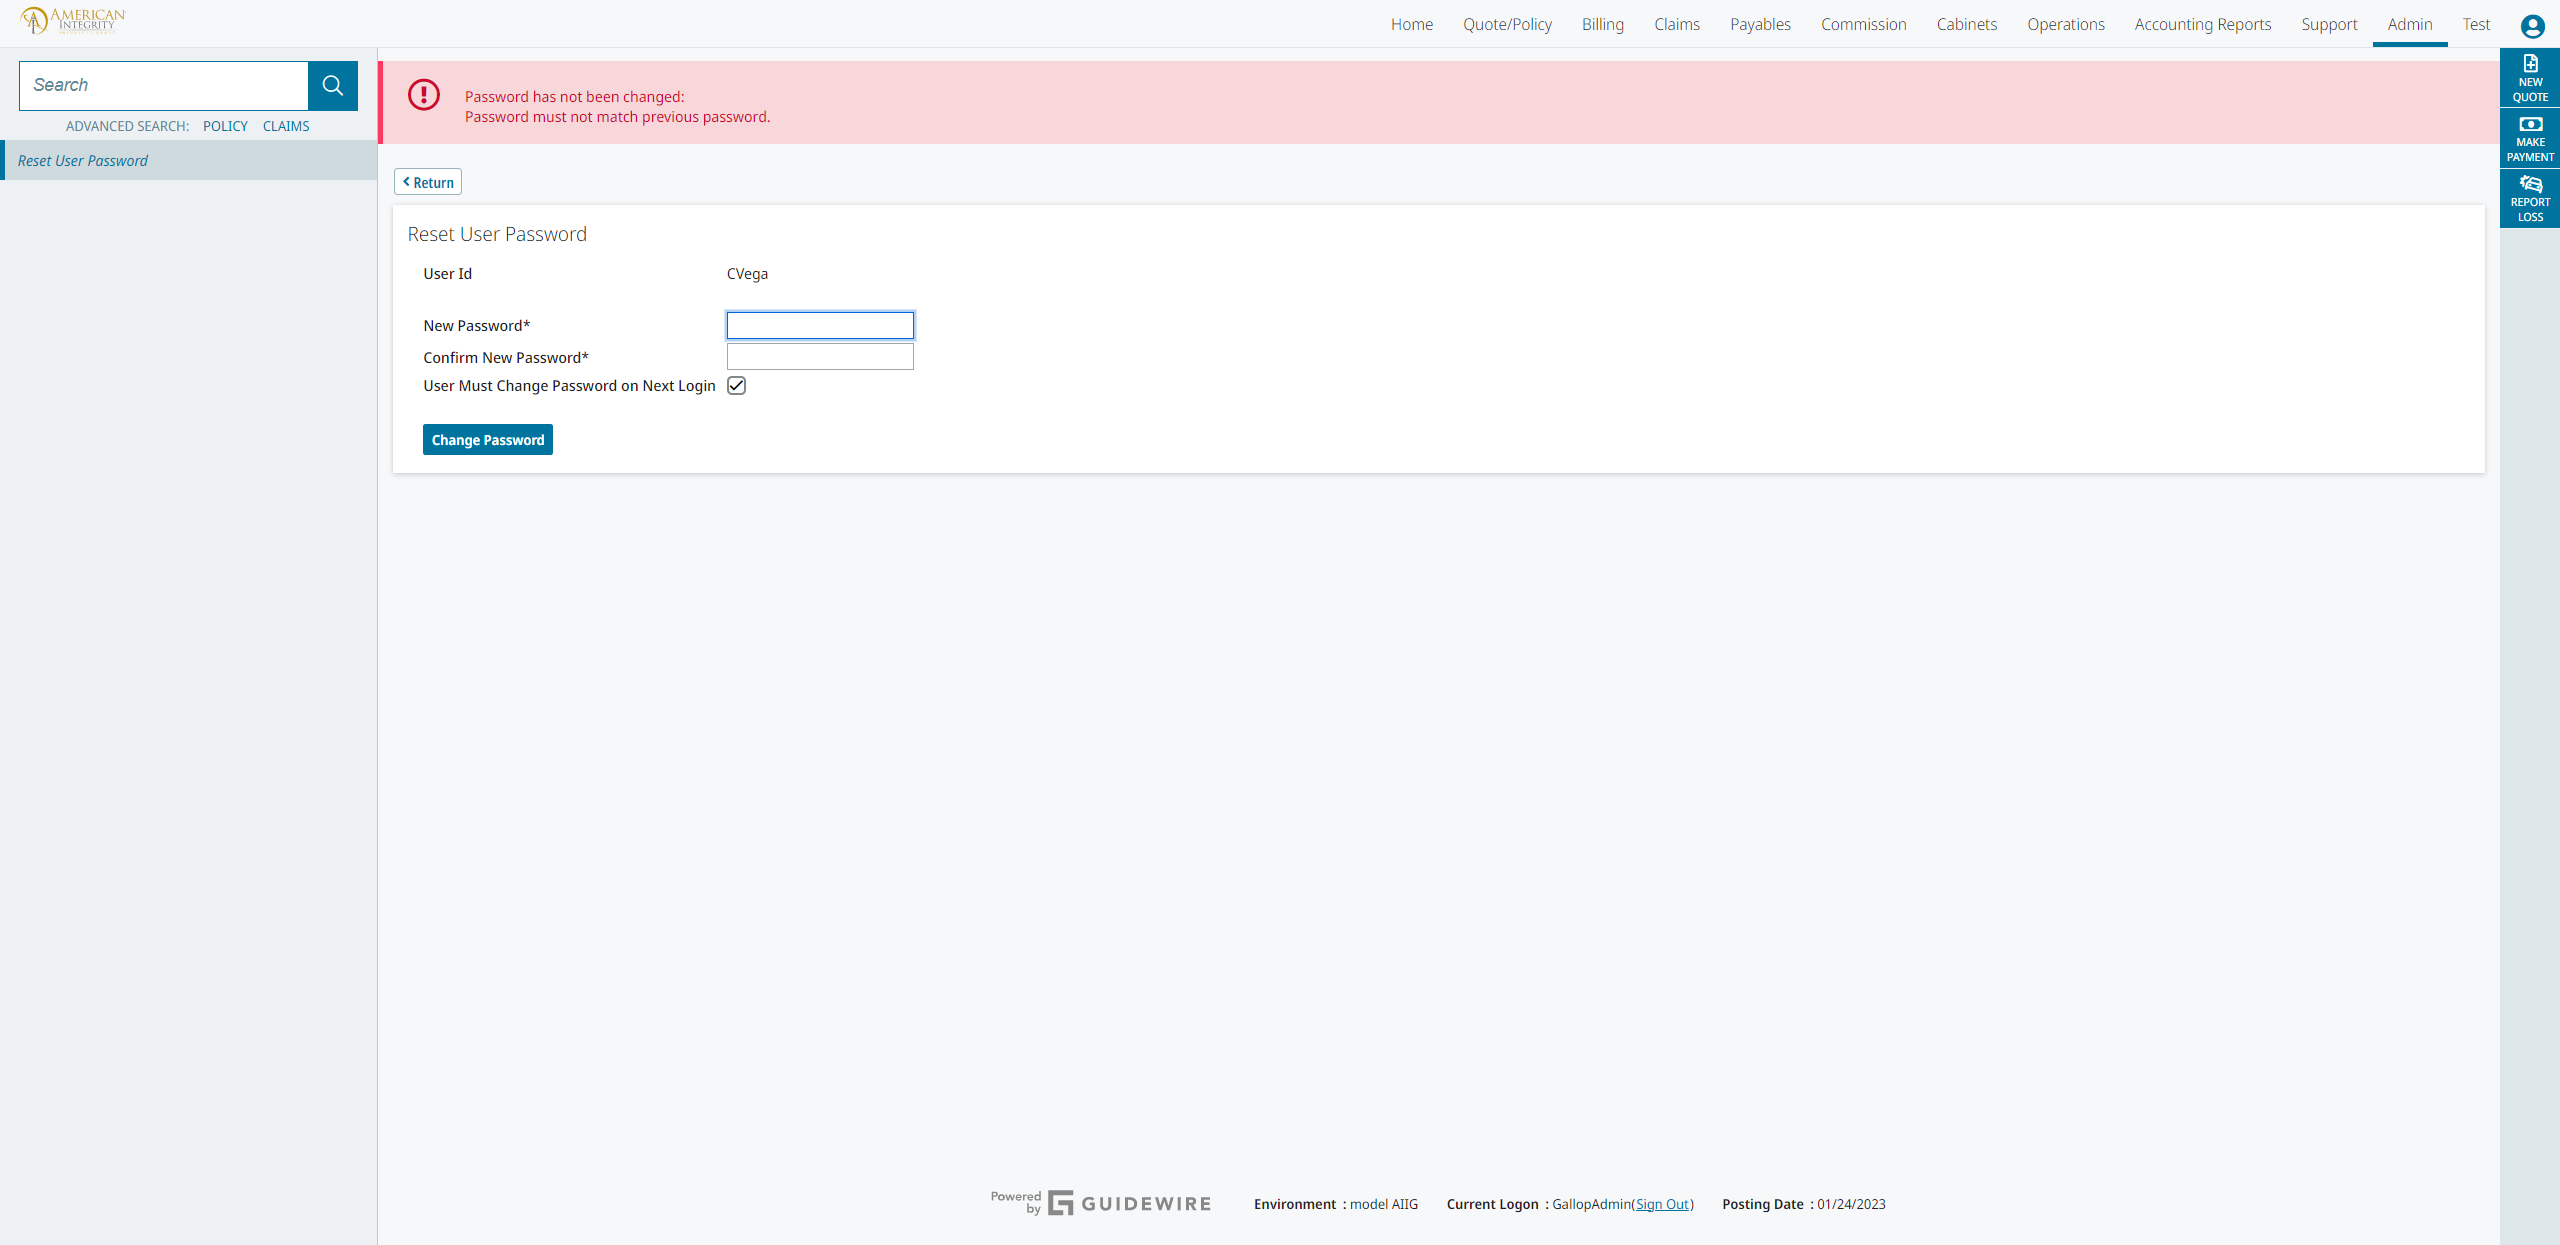 AMERICAN
INTEGRITY
Home Quote/Policy Billing Claims Payables Commission Cabinets Operations Accounting Reports Support Admin Test
Search
ADVANCED SEARCH: POLICY CLAIMS
Reset User Password
Password has not been changed:
Password must not match previous password.
NEW
QUOTE
MAKE
PAYMENT
REPORT
LOSS
Return
Reset User Password
User Id CVega
New Password*
Confirm New Password*
User Must Change Password on Next Login
Change Password
Powered
by GUIDEWIRE
Environment : model AIIG Current Logon : GallopAdmin(Sign Out) Posting Date : 01/24/2023